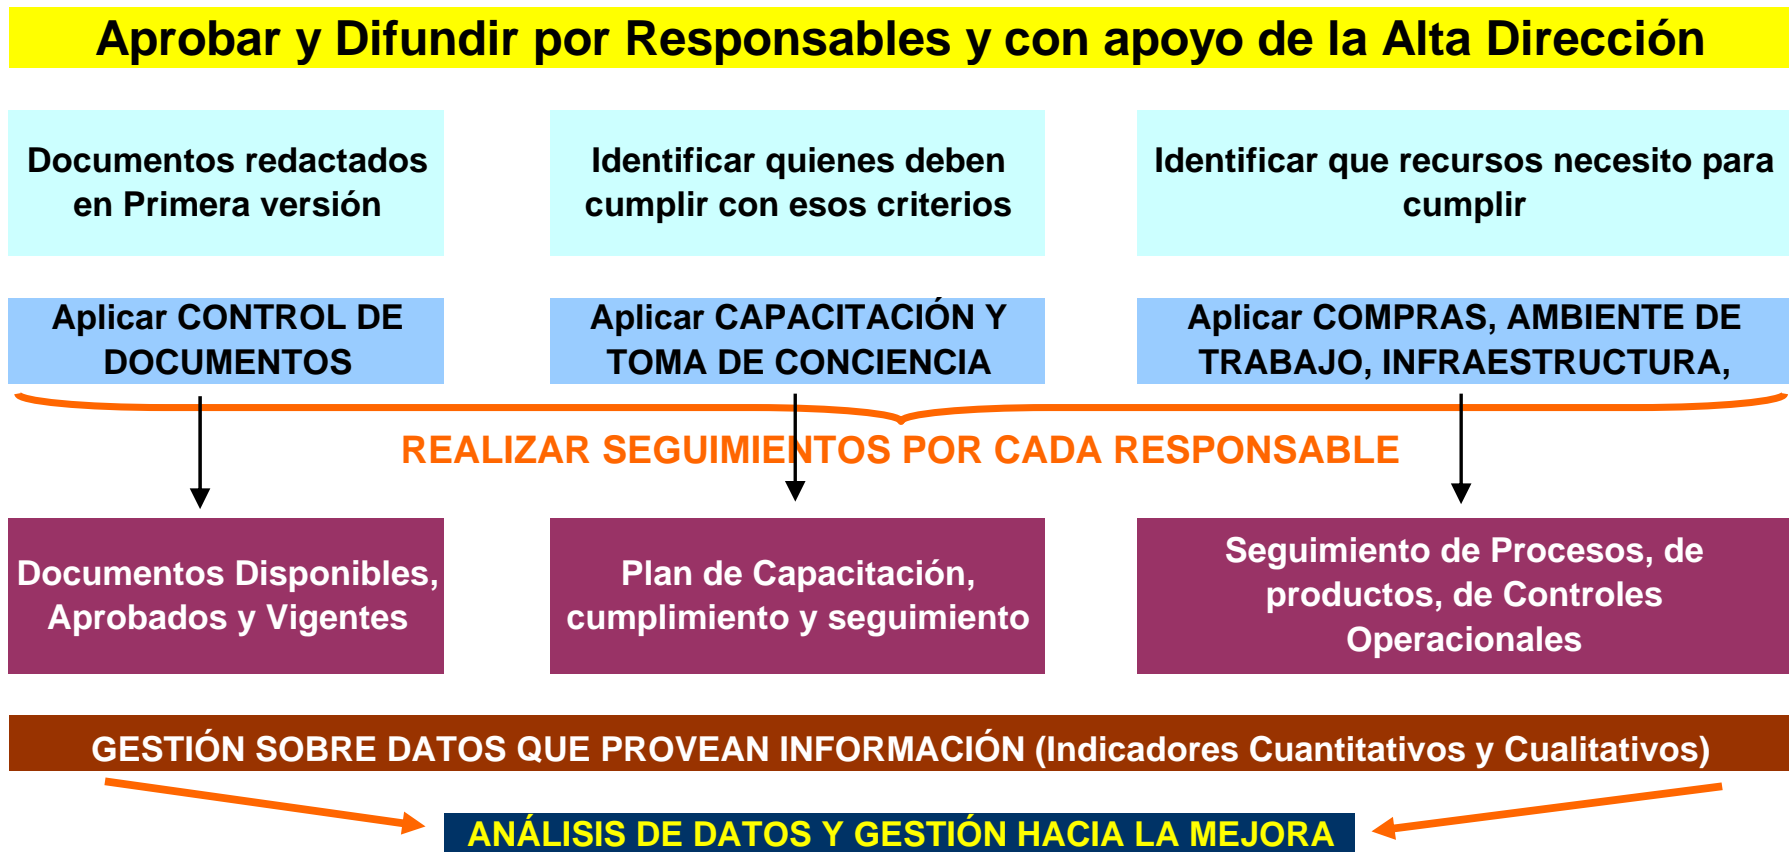 Aprobar y Difundir por Responsables y con apoyo de la Alta Dirección
Documentos redactados
en Primera versión
Identificar quienes deben
cumplir con esos criterios
Identificar que recursos necesito para
cumplir
Aplicar CONTROL DE
DOCUMENTOS
Aplicar CAPACITACIÓN Y
TOMA DE CONCIENCIA
Aplicar COMPRAS, AMBIENTE DE
TRABAJO, INFRAESTRUCTURA,
REALIZAR SEGUIMIENTOS POR CADA RESPONSABLE
Documentos Disponibles,
Aprobados y Vigentes
Plan de Capacitación,
cumplimiento y seguimiento
Seguimiento de Procesos, de
productos, de Controles
Operacionales
GESTIÓN SOBRE DATOS QUE PROVEAN INFORMACIÓN (Indicadores Cuantitativos y Cualitativos)
ANÁLISIS DE DATOS Y GESTIÓN HACIA LA MEJORA